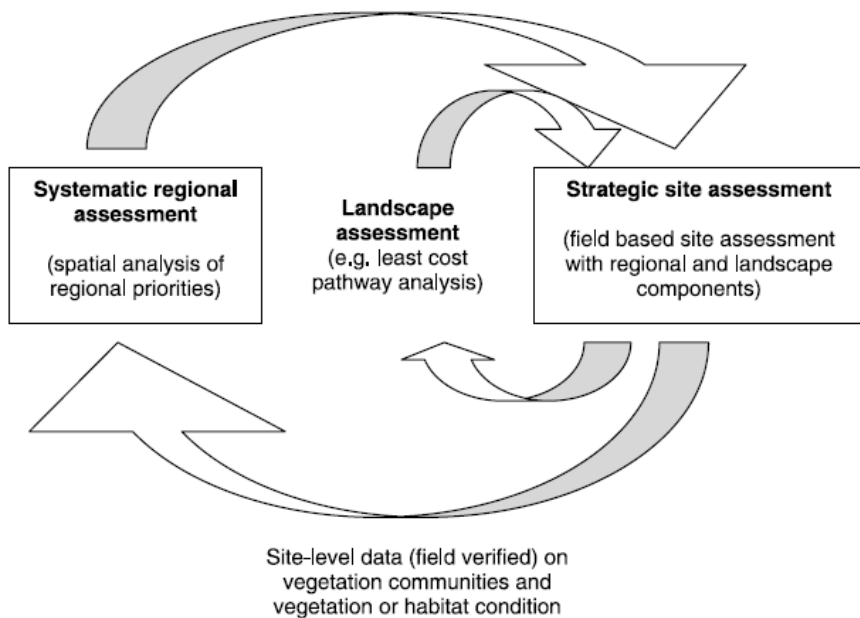 Systematic regional
assessment
(spatial analysis of
regional priorities)
Landscape
assessment
(e.g. least cost
pathway analysis)
Strategic site assessment
(field based site assessment
with regional and landscape
components)
Site-level data (field verified) on
vegetation communities and
vegetation or habitat condition